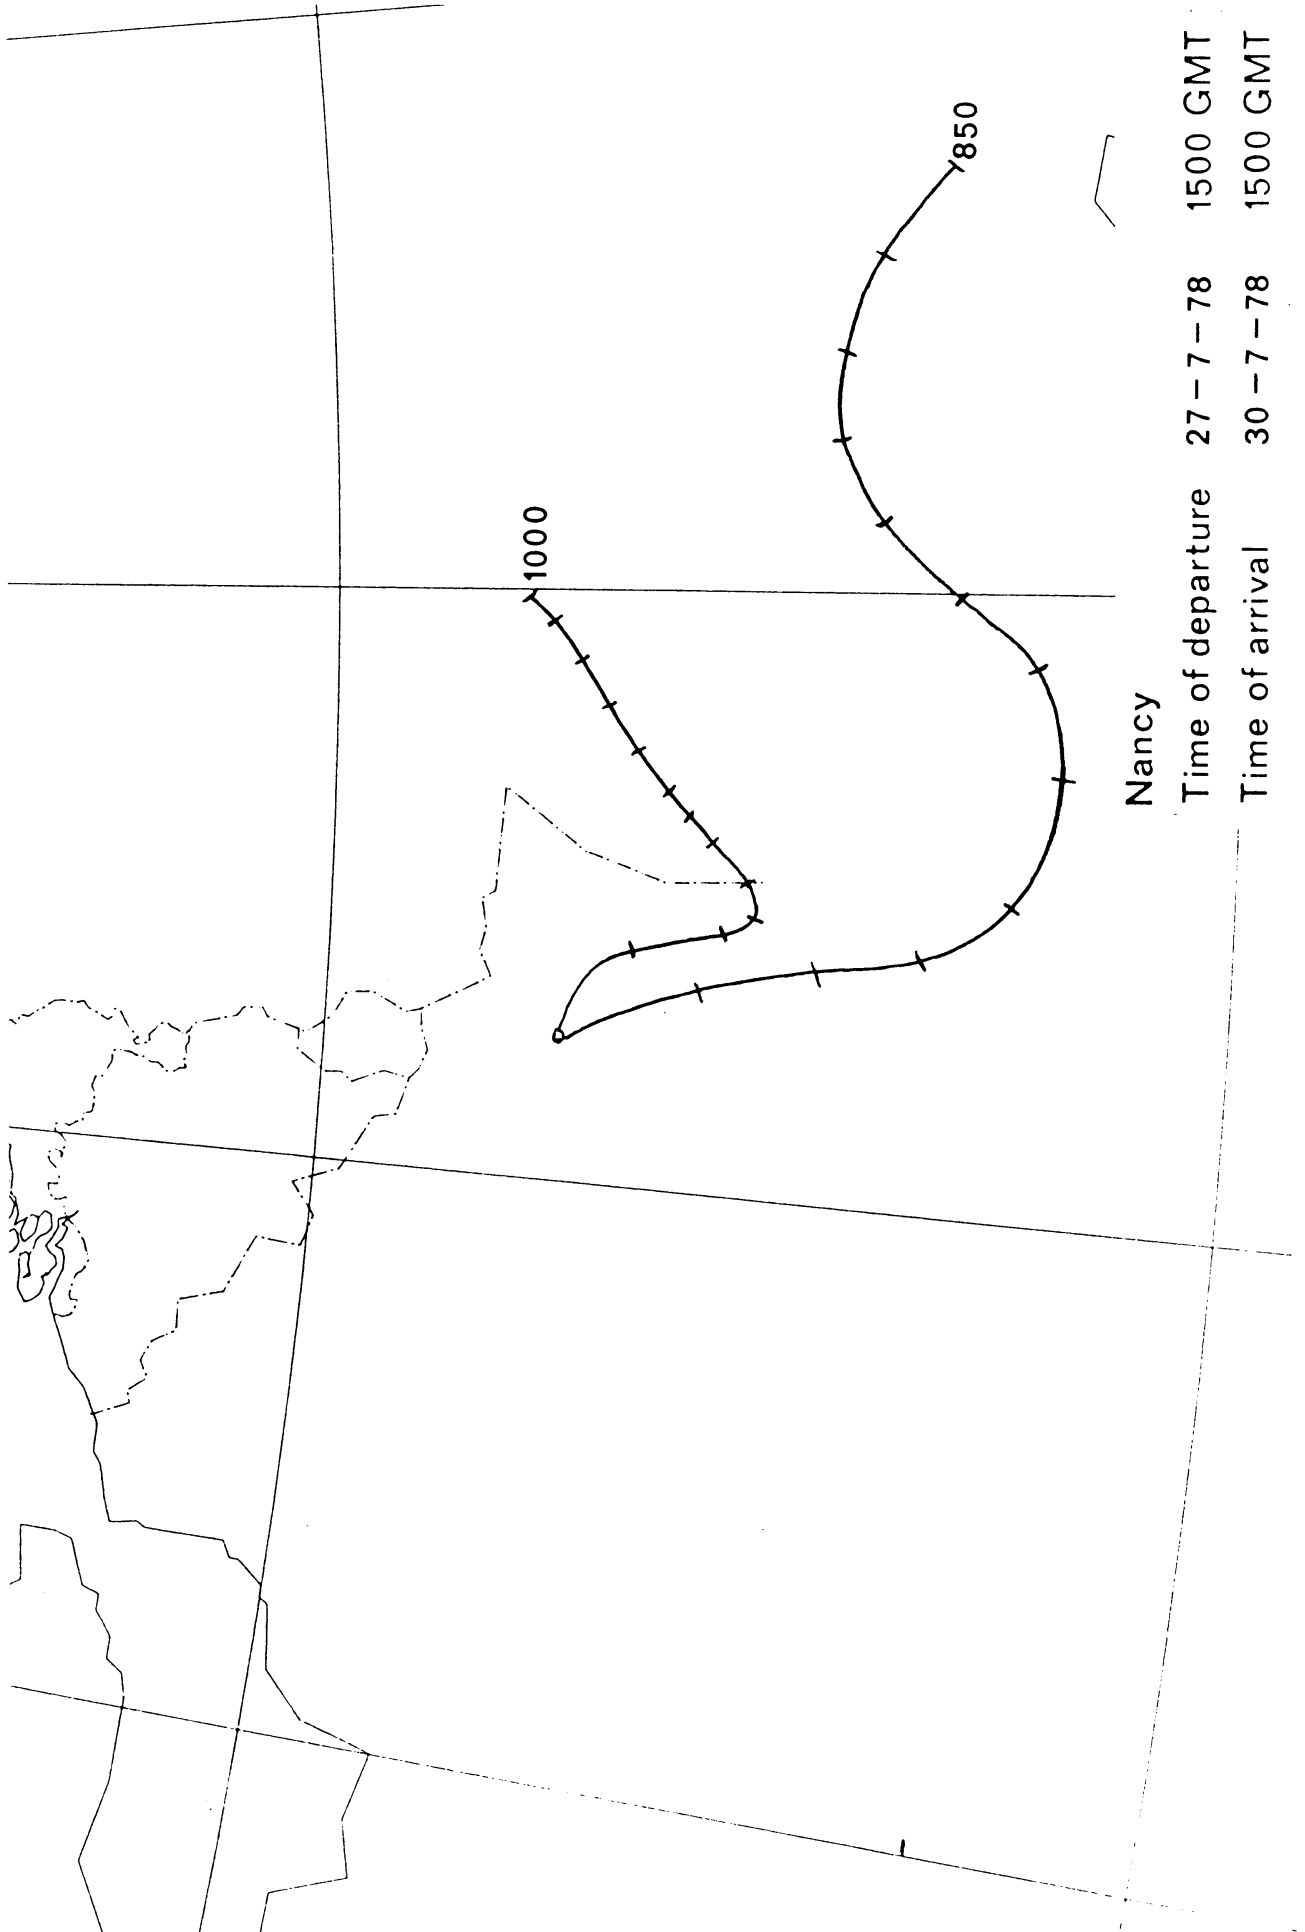 850
1000
Nancy
Time of departure 27-7-78 1500 GMT
Time of arrival 30-7-78 1500 GMT